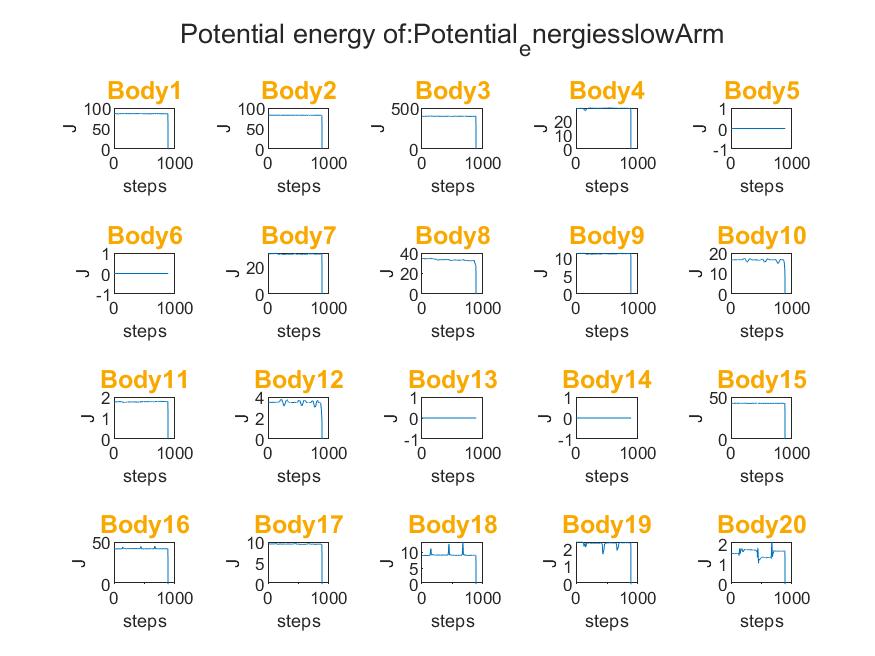 Potential energy of:Potential_energiesslowArm
Body1 Body2 Body3 Body4 Body5
100 100 500 1
J 50 J 50 J J 20 J 0
0 0 0 10 -1
0
0 1000 0 1000 0 1000 0 1000 0 1000
steps steps steps steps steps
Body6 Body7 Body8 Body9 Body10
1 40 10 20
J 0 J 20 J 20 J 5 J 10
-1 0 0 0 0
0 1000 0 1000 0 1000 0 1000 0 1000
steps steps steps steps steps
Body11 Body12 Body13 Body14 Body15
2 4 1 1 50
J 1 J 2 J 0 J 0 J
0 0 -1 -1 0
0 1000 0 1000 0 1000 0 1000 0 1000
steps steps steps steps steps
Body16 Body17 Body18 Body19 Body20
50 10 10 2 2
J J 5 J 5 J 1 J 1
0 0 0 0 0
0 1000 0 1000 0 1000 0 1000 0 1000
steps steps steps steps steps